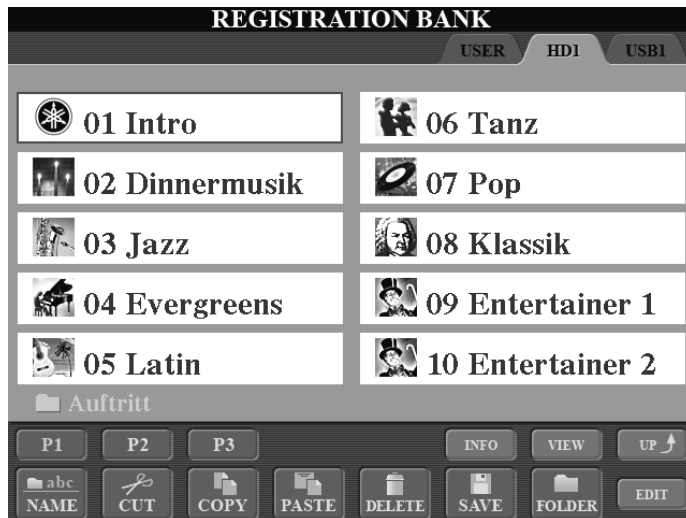 REGISTRATION BANK
USER HD1 USB1
01 Intro
06 Tanz
02 Dinnermusik
07 Pop
03 Jazz
08 Klassik
04 Evergreens
09 Entertainer 1
05 Latin
10 Entertainer 2
Auftritt
P1 P2 P3 INFO VIEW UP
abc
NAME CUT COPY PASTE DELETE SAVE FOLDER EDIT